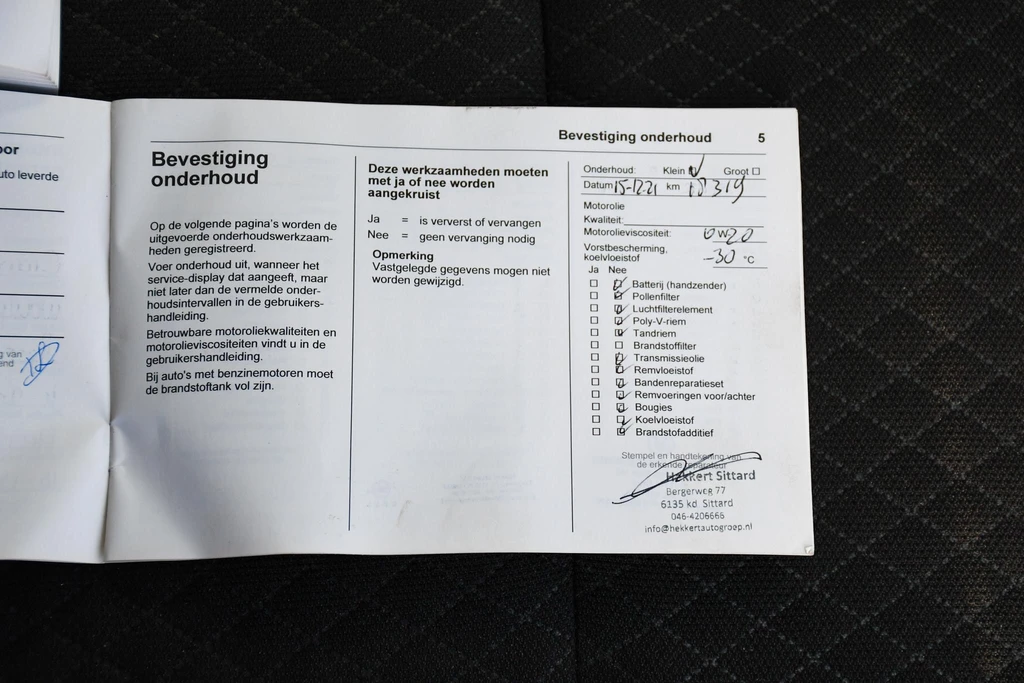 or
uto leverde
g van
end
Bevestiging onderhoud 5
Bevestiging
onderhoud
Op de volgende pagina's worden de
uitgevoerde onderhoudswerkzaam-
heden geregistreerd.
Voer onderhoud uit, wanneer het
service-display dat aangeeft, maar
niet later dan de vermelde onder-
houdsintervallen in de gebruikers-
handleiding.
Betrouwbare motoroliekwaliteiten en
motorolieviscositeiten vindt u in de
gebruikershandleiding.
Bij auto's met benzinemotoren moet
de brandstoftank vol zijn.
Deze werkzaamheden moeten
met ja of nee worden
aangekruist
Ja = is ververst of vervangen
Nee = geen vervanging nodig
Opmerking
Vastgelegde gegevens mogen niet
worden gewijzigd.
Onderhoud: Klein Groot
Datum 15-12-21 km 18319
Motorolie
Kwaliteit:
Motorolieviscositeit: 0W20
Vorstbescherming,
koelvloeistof -30 °C
Ja Nee
Batterij (handzender)
Pollenfilter
Luchtfilterelement
Poly-V-riem
Tandriem
Brandstoffilter
Transmissieolie
Remvloeistof
Bandenreparatieset
Remvoeringen voor/achter
Bougies
Koelvloeistof
Brandstofadditief
Stempel en handtekening van
de erkende reparateur
Hekkert Sittard
Bergerweg 77
6135 kd Sittard
046-4206666
info@hekkertautogroep.nl